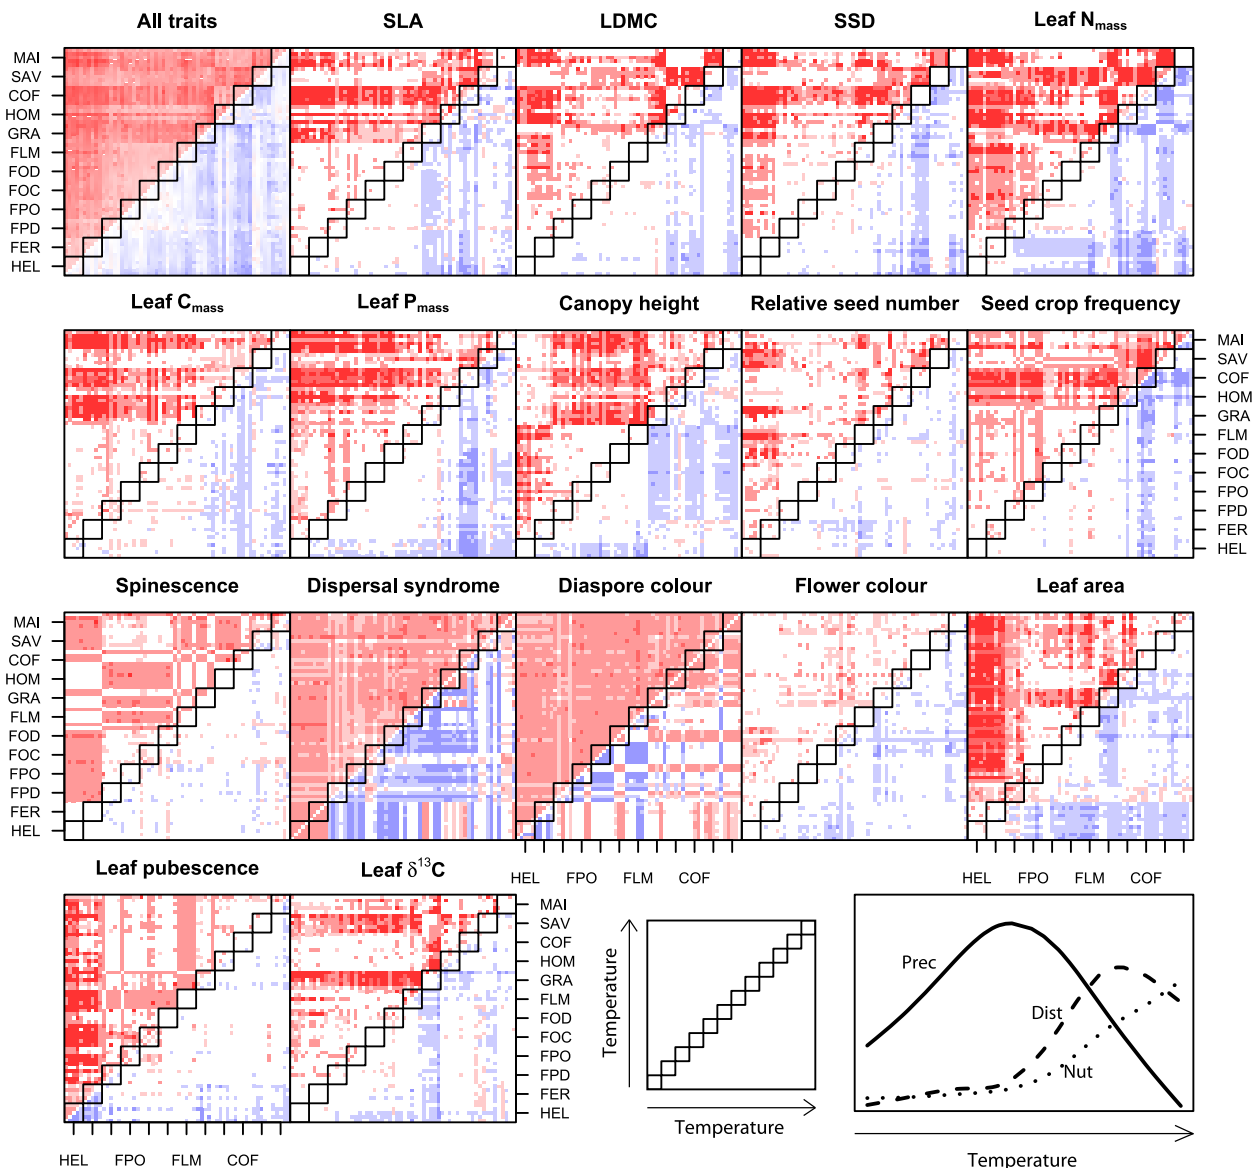 All traits
SLA
LDMC
SSD
Leaf Nmass
MAI
SAV
COF
HOM
GRA
FLM
FOD
FOC
FPO
FPD
FER
HEL
Leaf Cmass
Leaf Pmass
Canopy height
Relative seed number
Seed crop frequency
MAI
SAV
COF
HOM
GRA
FLM
FOD
FOC
FPO
FPD
FER
HEL
Spinescence
Dispersal syndrome
Diaspore colour
Flower colour
Leaf area
MAI
SAV
COF
HOM
GRA
FLM
FOD
FOC
FPO
FPD
FER
HEL
HEL FPO FLM COF
HEL FPO FLM COF
Leaf pubescence
Leaf δ13C
MAI
SAV
COF
HOM
GRA
FLM
FOD
FOC
FPO
FPD
FER
HEL
HEL FPO FLM COF
Temperature
Temperature
Prec
Dist
Nut
Temperature